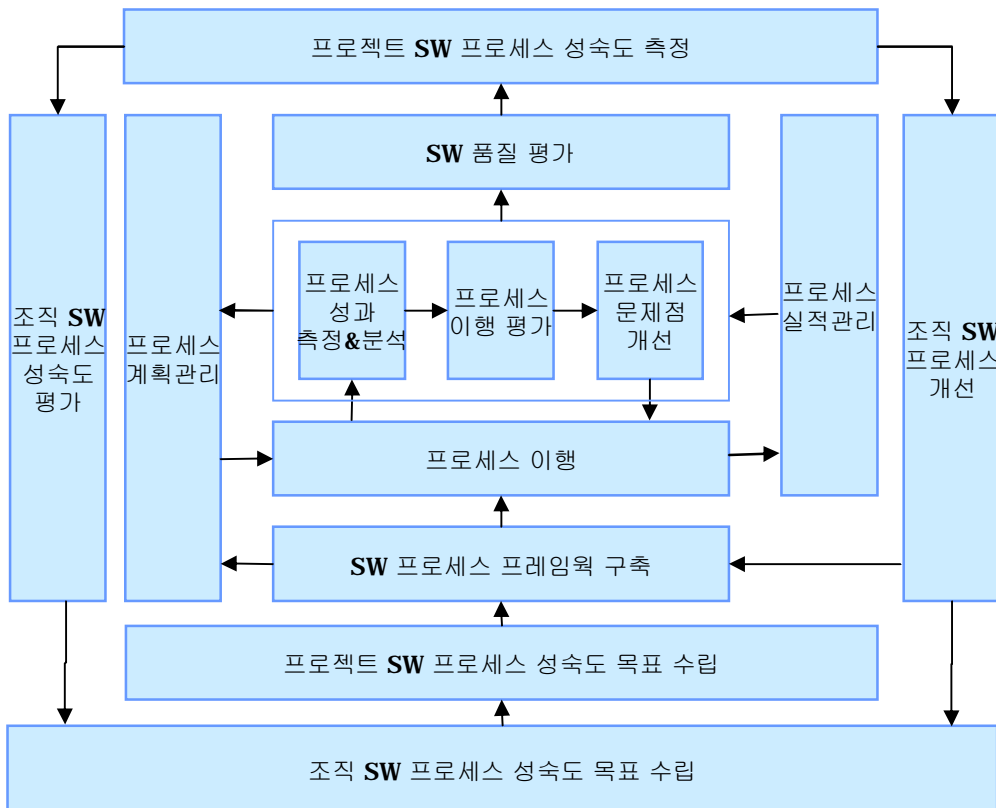 프로젝트 SW 프로세스 성숙도 측정
SW 품질 평가
조직 SW
프로세스
성숙도
평가
프로세스
계획관리
프로세스
성과
측정&분석
프로세스
이행 평가
프로세스
문제점
개선
프로세스
실적관리
조직 SW
프로세스
개선
프로세스 이행
SW 프로세스 프레임웍 구축
프로젝트 SW 프로세스 성숙도 목표 수립
조직 SW 프로세스 성숙도 목표 수립